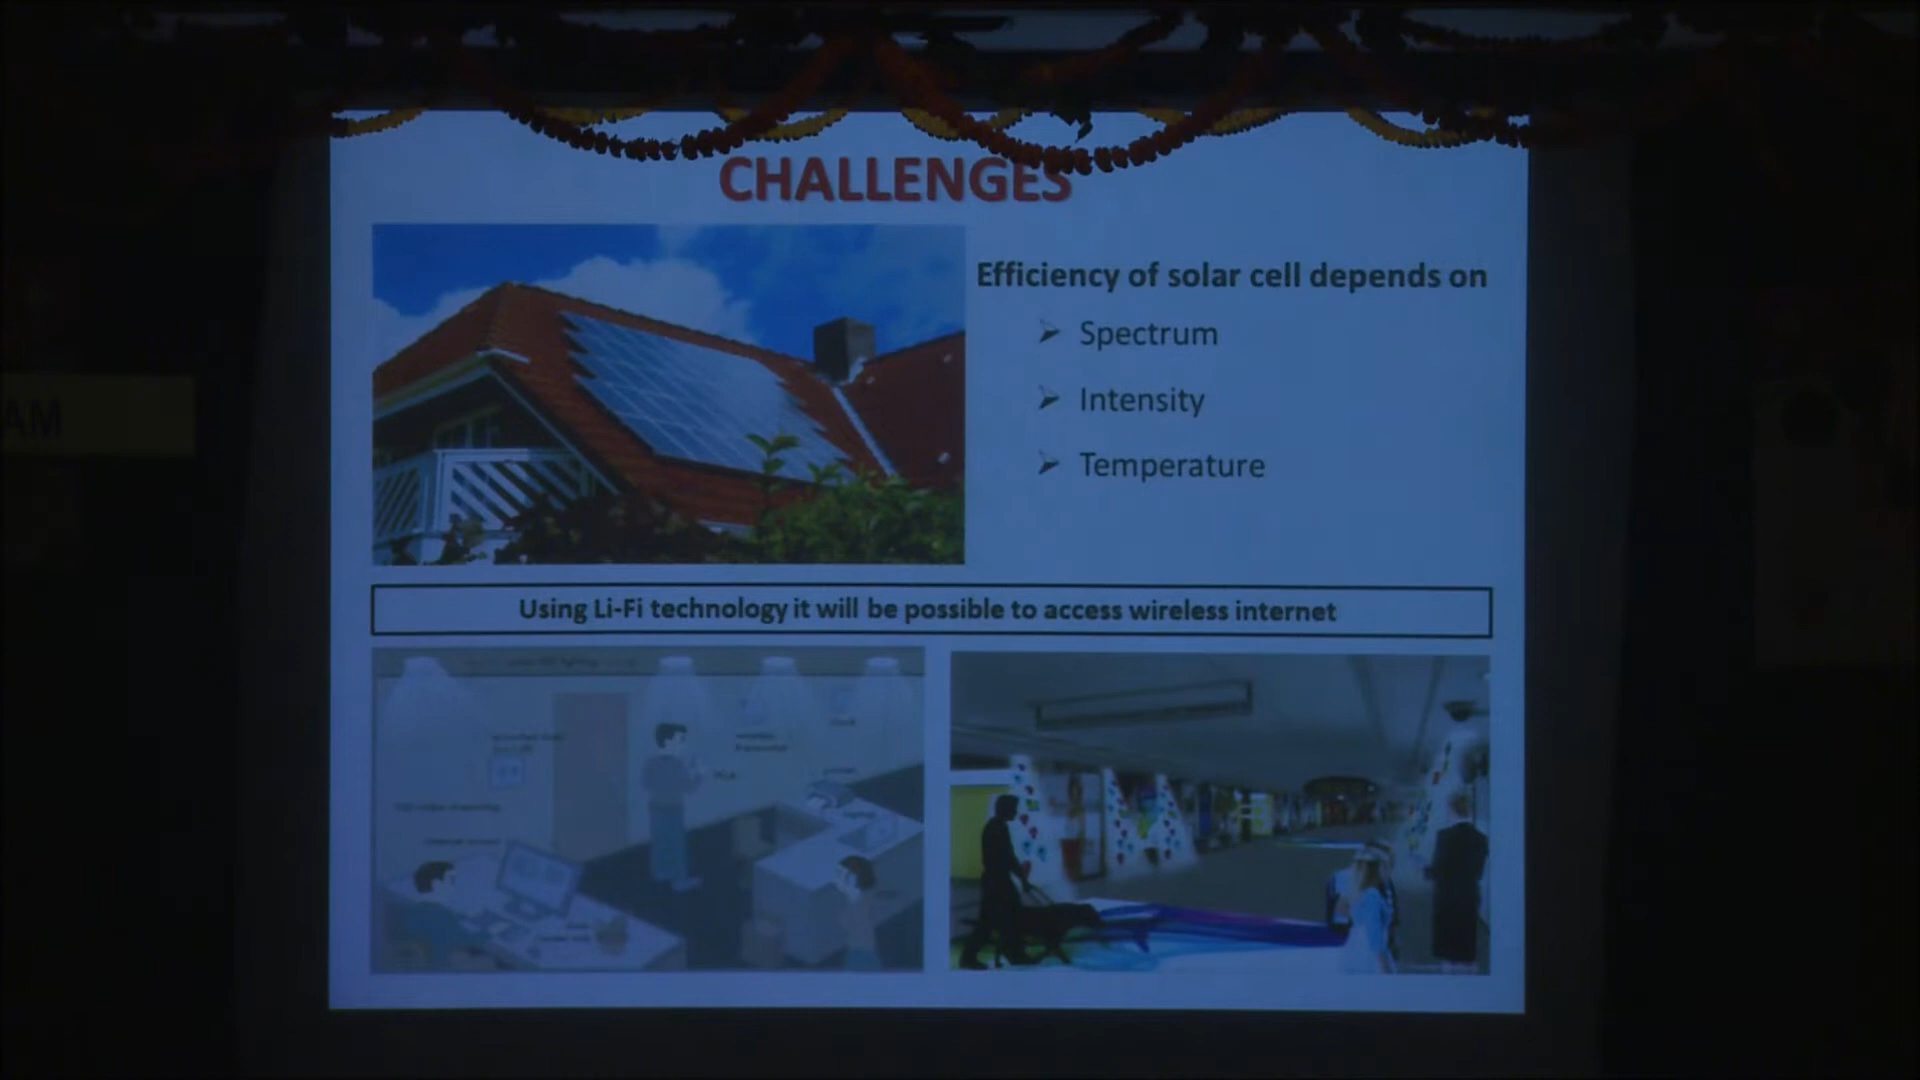 CHALLENGES
Efficiency of solar cell depends on
Spectrum
Intensity
Temperature
AM
Using Li-Fi technology it will be possible to access wireless internet